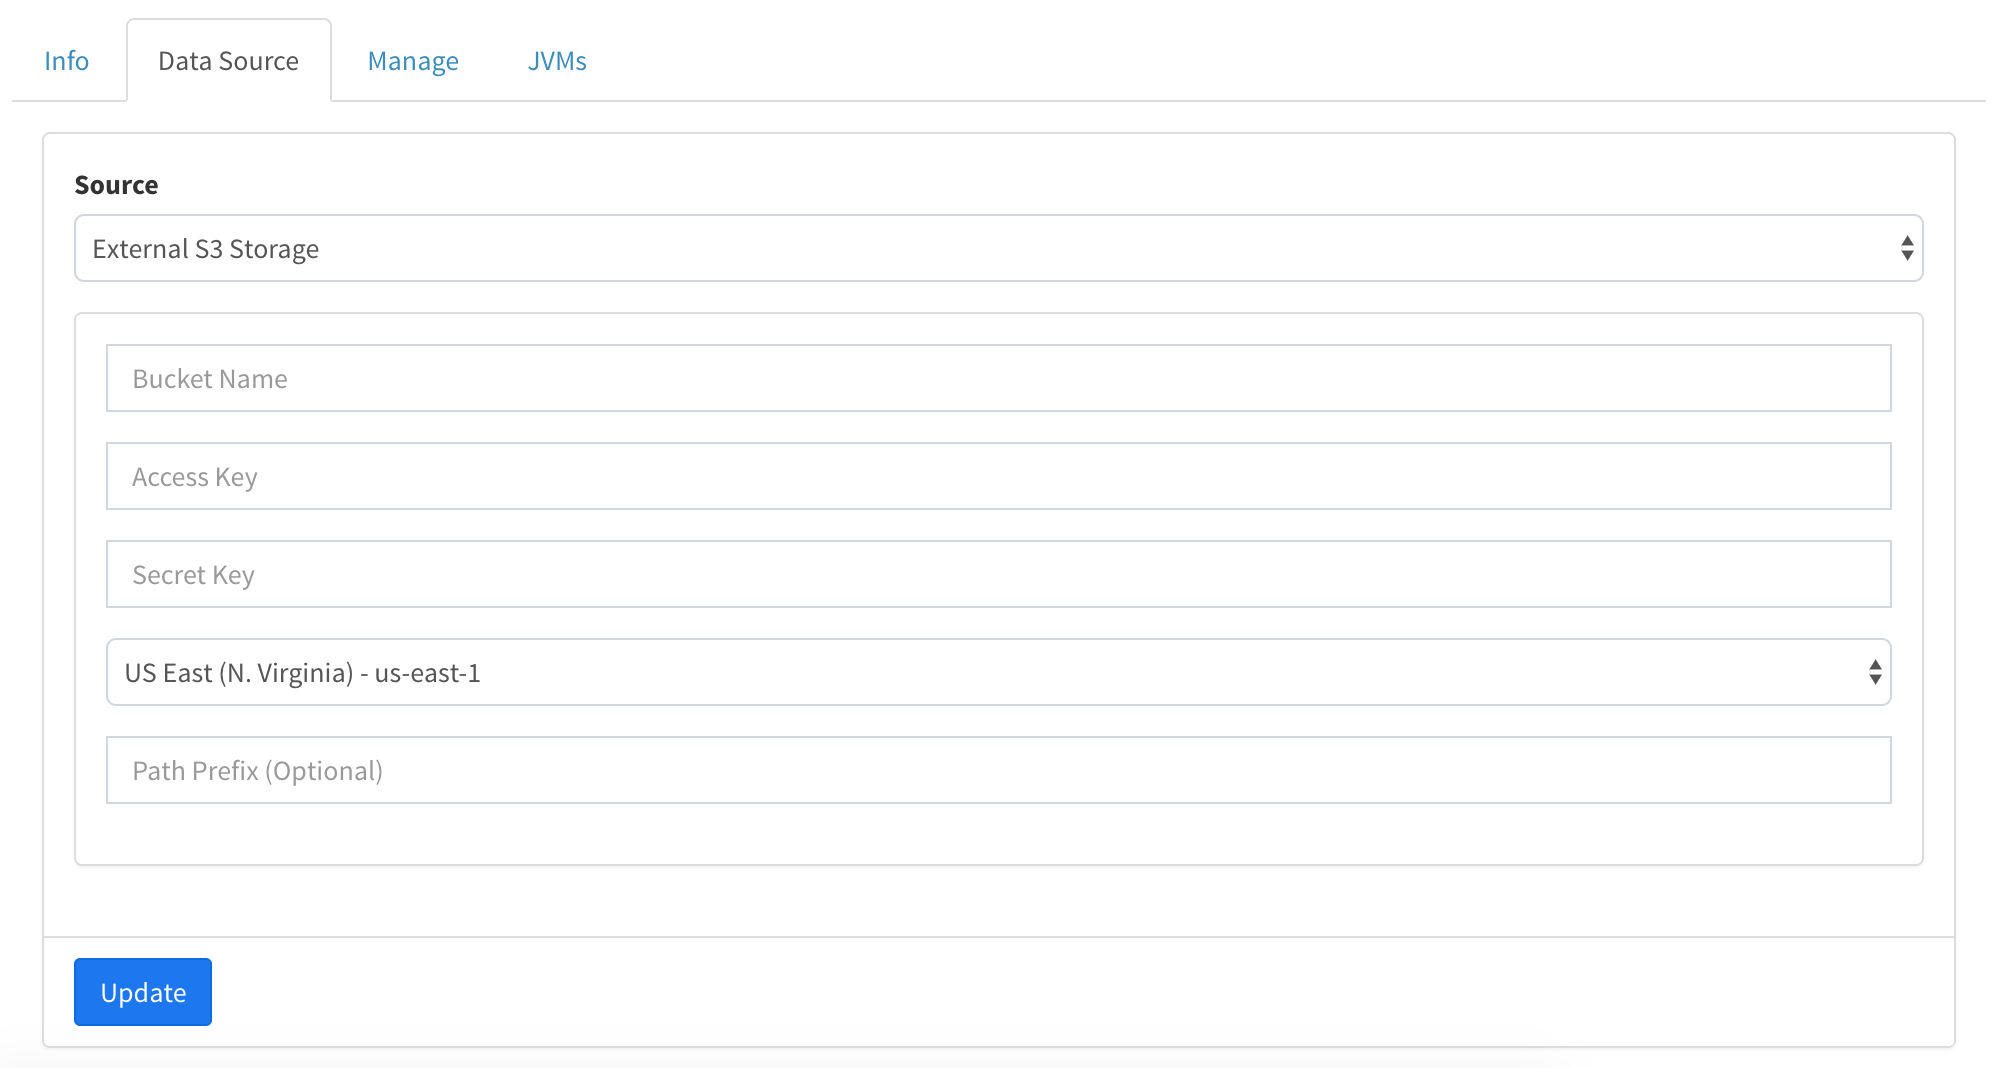 Info Data Source Manage JVMs
Source
External S3 Storage
Bucket Name
Access Key
Secret Key
US East (N. Virginia) - us-east-1
Path Prefix (Optional)
Update